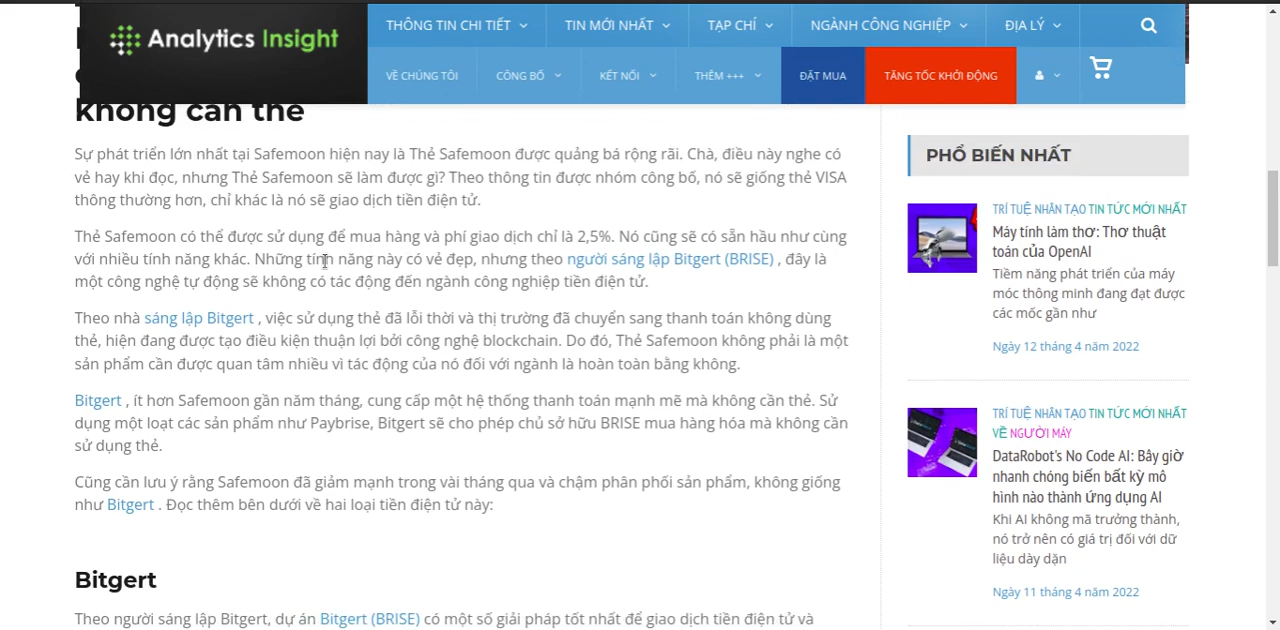 Analytics Insight
THÔNG TIN CHI TIẾT
TIN MỚI NHẤT
TẠP CHÍ
NGÀNH CÔNG NGHIỆP
ĐỊA LÝ
VỀ CHÚNG TÔI
CÔNG BỐ
KẾT NỐI
THÊM +++
ĐẶT MUA
TĂNG TỐC KHỞI ĐỘNG
không cần thẻ
Sự phát triển lớn nhất tại Safemoon hiện nay là Thẻ Safemoon được quảng bá rộng rãi. Chà, điều này nghe có
vẻ hay khi đọc, nhưng Thẻ Safemoon sẽ làm được gì? Theo thông tin được nhóm công bố, nó sẽ giống thẻ VISA
thông thường hơn, chỉ khác là nó sẽ giao dịch tiền điện tử.
Thẻ Safemoon có thể được sử dụng để mua hàng và phí giao dịch chỉ là 2,5%. Nó cũng sẽ có sẵn hầu như cùng
với nhiều tính năng khác. Những tính năng này có vẻ đẹp, nhưng theo người sáng lập Bitgert (BRISE) , đây là
một công nghệ tự động sẽ không có tác động đến ngành công nghiệp tiền điện tử.
Theo nhà sáng lập Bitgert , việc sử dụng thẻ đã lỗi thời và thị trường đã chuyển sang thanh toán không dùng
thẻ, hiện đang được tạo điều kiện thuận lợi bởi công nghệ blockchain. Do đó, Thẻ Safemoon không phải là một
sản phẩm cần được quan tâm nhiều vì tác động của nó đối với ngành là hoàn toàn bằng không.
Bitgert , ít hơn Safemoon gần năm tháng, cung cấp một hệ thống thanh toán mạnh mẽ mà không cần thẻ. Sử
dụng một loạt các sản phẩm như Paybrise, Bitgert sẽ cho phép chủ sở hữu BRISE mua hàng hóa mà không cần
sử dụng thẻ.
Cũng cần lưu ý rằng Safemoon đã giảm mạnh trong vài tháng qua và chậm phân phối sản phẩm, không giống
như Bitgert . Đọc thêm bên dưới về hai loại tiền điện tử này:
Bitgert
Theo người sáng lập Bitgert, dự án Bitgert (BRISE) có một số giải pháp tốt nhất để giao dịch tiền điện tử và
PHỔ BIẾN NHẤT
TRÍ TUỆ NHÂN TẠO TIN TỨC MỚI NHẤT
Máy tính làm thơ: Thơ thuật
toán của OpenAI
Tiềm năng phát triển của máy
móc thông minh đang đạt được
các mốc gần như
Ngày 12 tháng 4 năm 2022
TRÍ TUỆ NHÂN TẠO TIN TỨC MỚI NHẤT
VỀ NGƯỜI MÁY
DataRobot's No Code AI: Bây giờ
nhanh chóng biến bất kỳ mô
hình nào thành ứng dụng AI
Khi AI không mã trưởng thành,
nó trở nên có giá trị đối với dữ
liệu dày dặn
Ngày 11 tháng 4 năm 2022